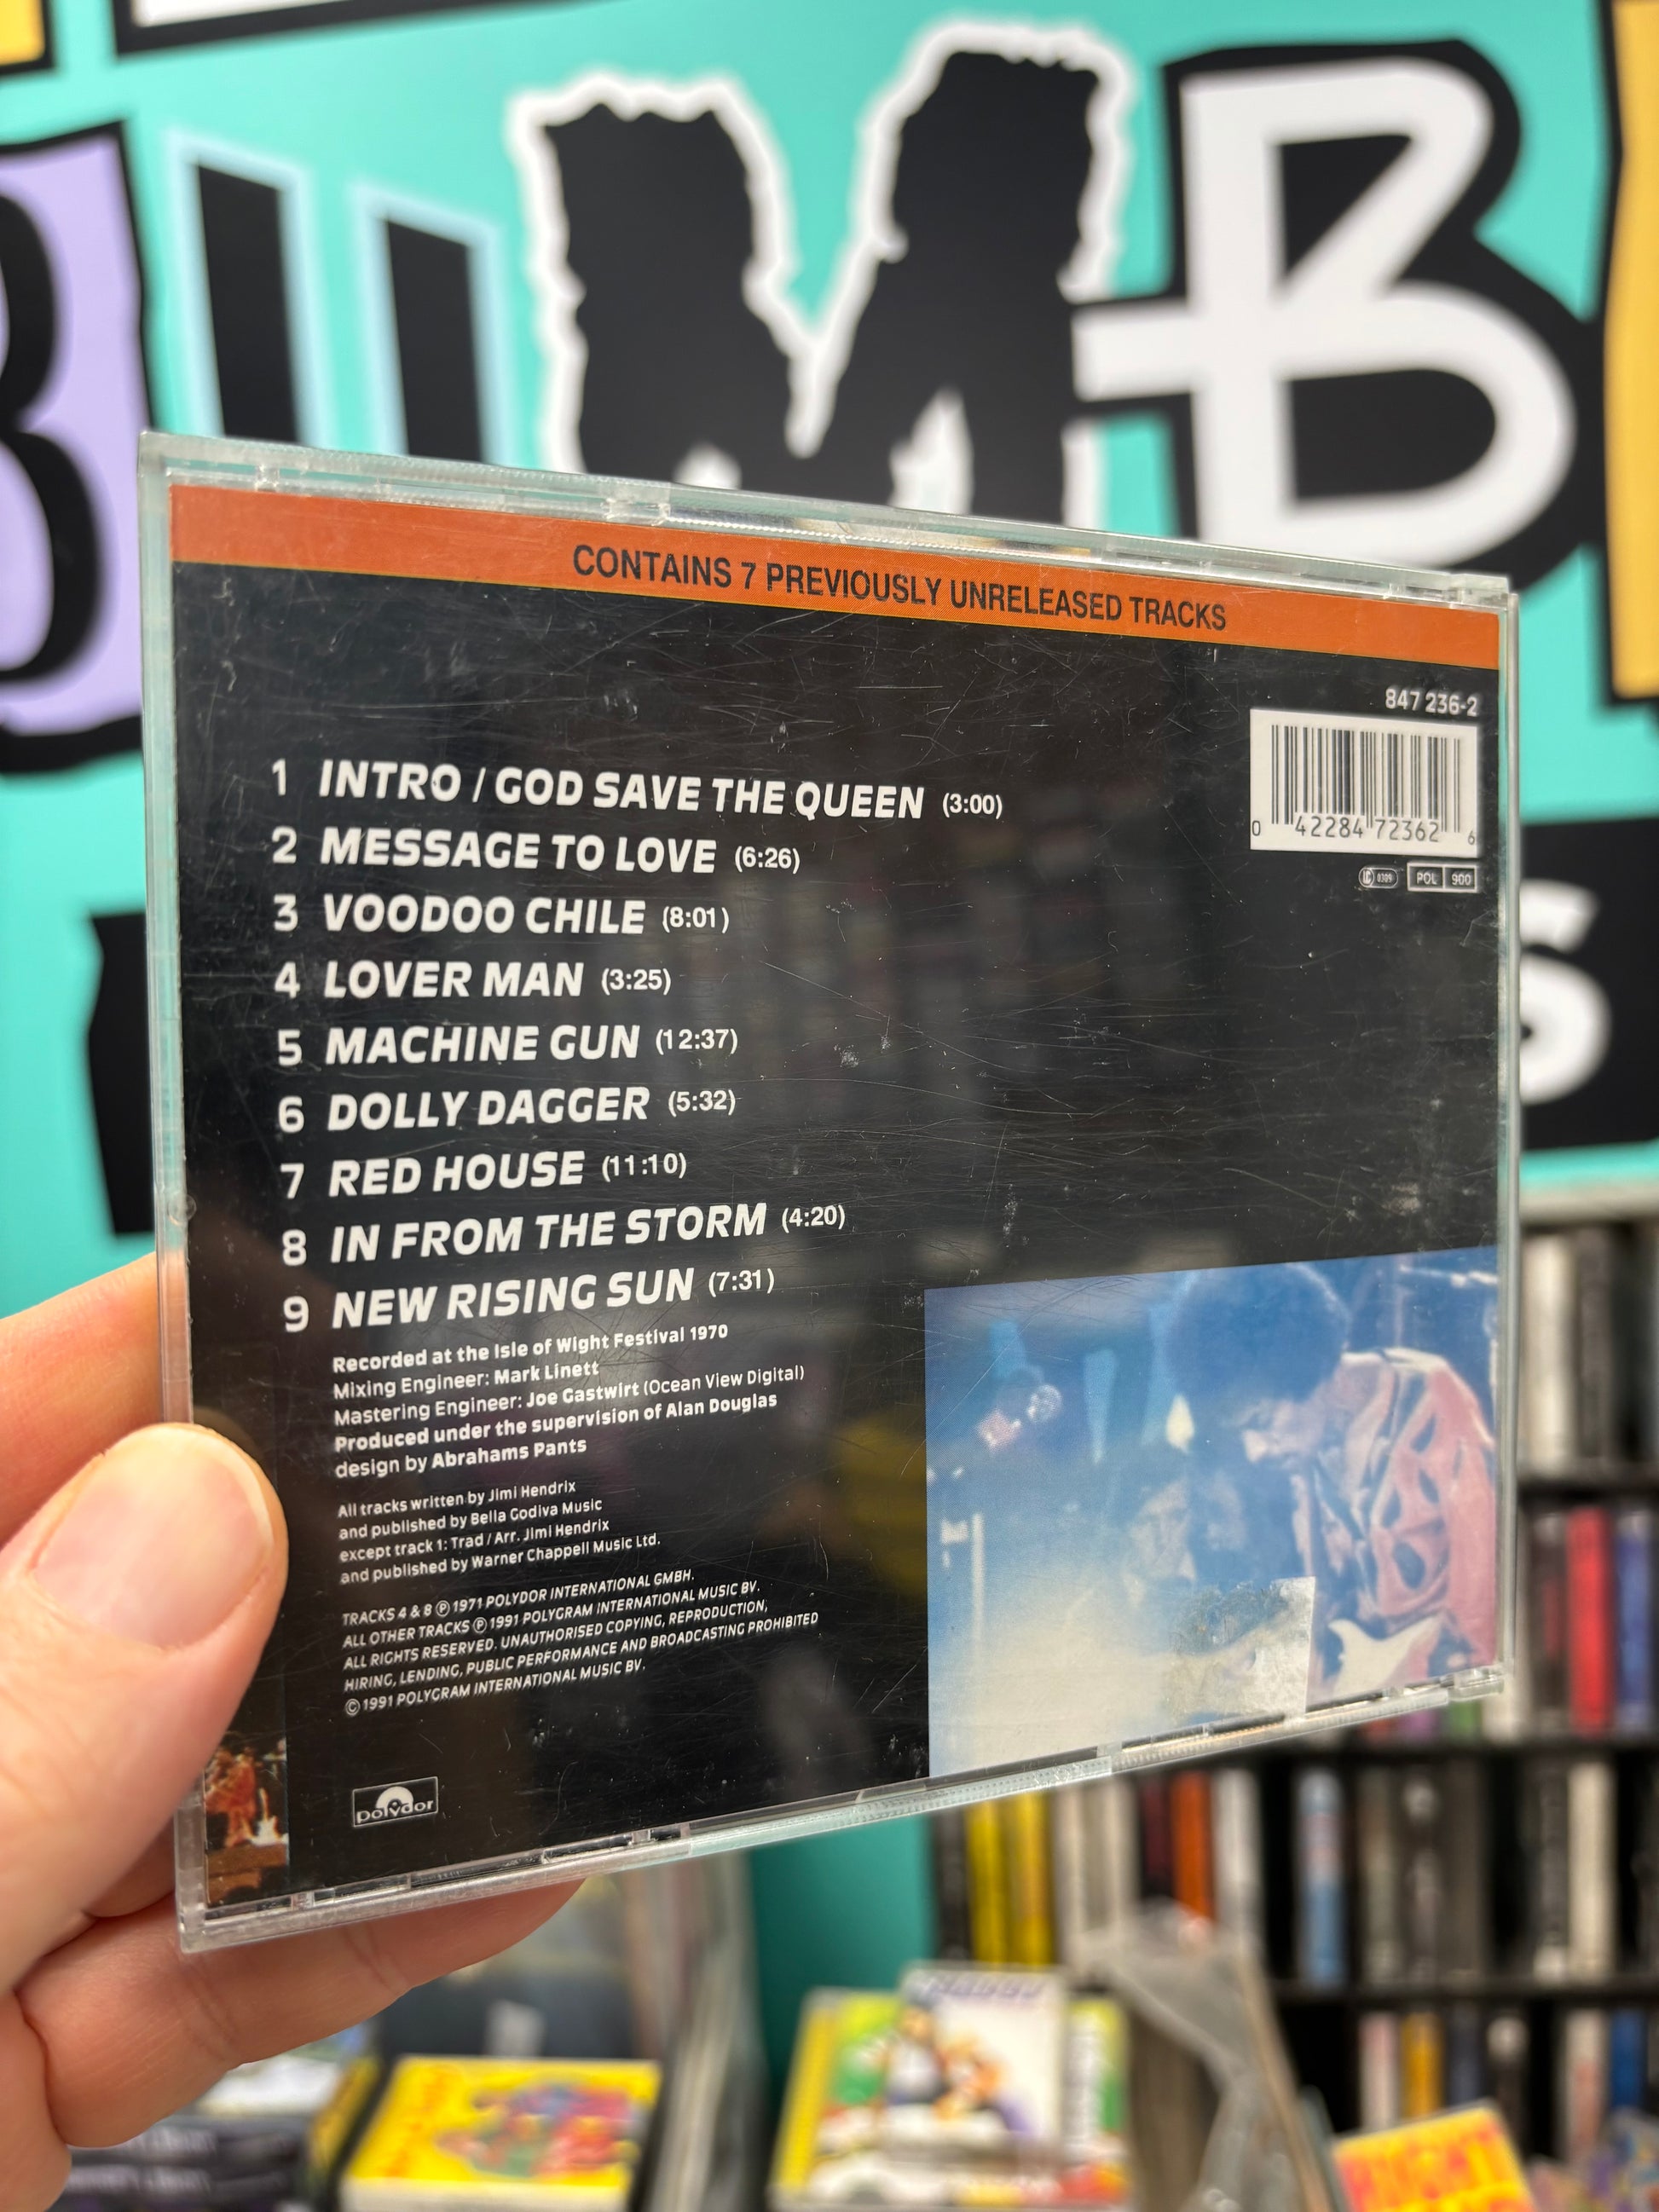 CONTAINS 7 PREVIOUSLY UNRELEASED TRACKS
847 236-2
0 42284 72362 6
LC 0309 POL 900
1 INTRO / GOD SAVE THE QUEEN (3:00)
2 MESSAGE TO LOVE (6:26)
3 VOODOO CHILE (8:01)
4 LOVER MAN (3:25)
5 MACHINE GUN (12:37)
6 DOLLY DAGGER (5:32)
7 RED HOUSE (11:10)
8 IN FROM THE STORM (4:20)
9 NEW RISING SUN (7:31)
Recorded at the Isle of Wight Festival 1970
Mixing Engineer: Mark Linett
Mastering Engineer: Joe Gastwirt (Ocean View Digital)
Produced under the supervision of Alan Douglas
design by Abrahams Pants
All tracks written by Jimi Hendrix
and published by Bella Godiva Music
except track 1: Trad / Arr. Jimi Hendrix
and published by Warner Chappell Music Ltd.
TRACKS 4 & 8 ℗ 1971 POLYDOR INTERNATIONAL GMBH.
ALL OTHER TRACKS ℗ 1991 POLYGRAM INTERNATIONAL MUSIC BV.
ALL RIGHTS RESERVED. UNAUTHORISED COPYING, REPRODUCTION,
HIRING, LENDING, PUBLIC PERFORMANCE AND BROADCASTING PROHIBITED
© 1991 POLYGRAM INTERNATIONAL MUSIC BV.
polydor